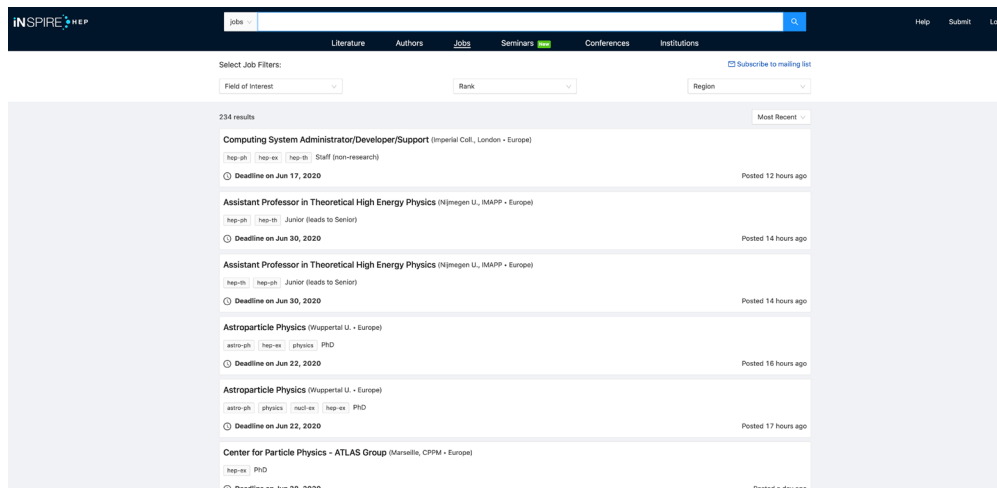 iNSPIRE HEP
jobs
Help
Submit
Literature
Authors
Jobs
Seminars New
Conferences
Institutions
Select Job Filters:
Subscribe to mailing list
Field of Interest
Rank
Region
234 results
Most Recent
Computing System Administrator/Developer/Support (Imperial Coll., London • Europe)
hep-ph hep-ex hep-th Staff (non-research)
Deadline on Jun 17, 2020
Posted 12 hours ago
Assistant Professor in Theoretical High Energy Physics (Nijmegen U., IMAPP • Europe)
hep-ph hep-th Junior (leads to Senior)
Deadline on Jun 30, 2020
Posted 14 hours ago
Assistant Professor in Theoretical High Energy Physics (Nijmegen U., IMAPP • Europe)
hep-th hep-ph Junior (leads to Senior)
Deadline on Jun 30, 2020
Posted 14 hours ago
Astroparticle Physics (Wuppertal U. • Europe)
astro-ph hep-ex physics PhD
Deadline on Jun 22, 2020
Posted 16 hours ago
Astroparticle Physics (Wuppertal U. • Europe)
astro-ph physics nucl-ex hep-ex PhD
Deadline on Jun 22, 2020
Posted 17 hours ago
Center for Particle Physics - ATLAS Group (Marseille, CPPM • Europe)
hep-ex PhD